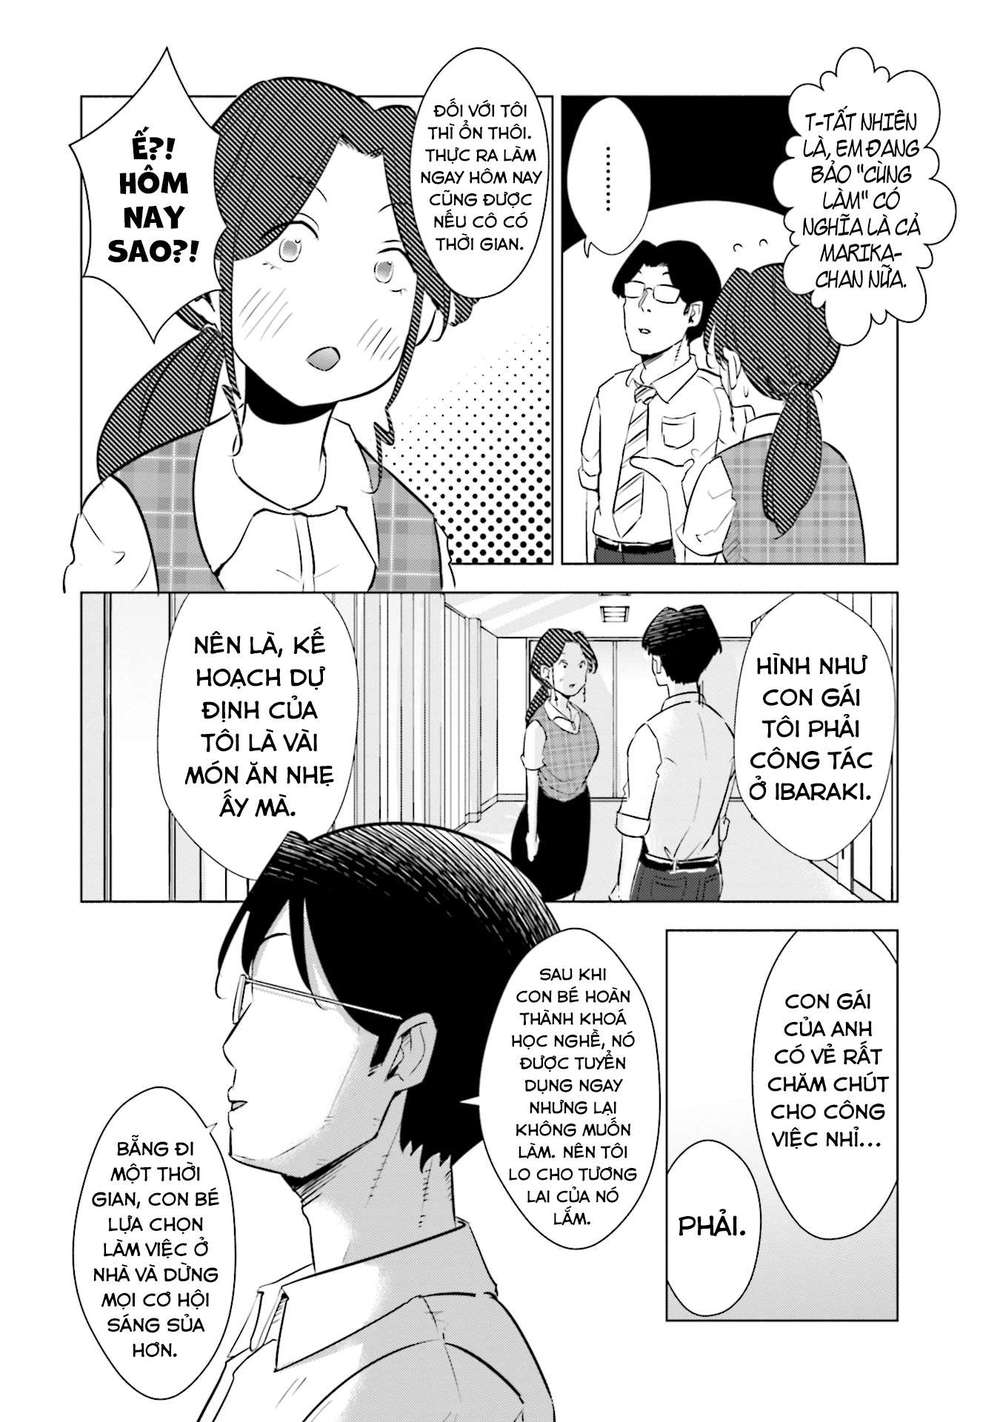 T-TẤT NHIÊN
LÀ, EM ĐANG
BẢO "CÙNG
LÀM" CÓ
NGHĨA LÀ CẢ
MARIKA-
CHAN NỮA.
.........
ĐỐI VỚI TÔI
THÌ ỔN THÔI.
THỰC RA LÀM
NGAY HÔM NAY
CŨNG ĐƯỢC
NẾU CÔ CÓ
THỜI GIAN.
Ế?!
HÔM
NAY
SAO?!
HÌNH NHƯ
CON GÁI
TÔI PHẢI
CÔNG TÁC
Ở IBARAKI.
NÊN LÀ, KẾ
HOẠCH DỰ
ĐỊNH CỦA
TÔI LÀ VÀI
MÓN ĂN NHẸ
ẤY MÀ.
CON GÁI
CỦA ANH
CÓ VẺ RẤT
CHĂM CHÚT
CHO CÔNG
VIỆC NHỈ...
PHẢI.
SAU KHI
CON BÉ HOÀN
THÀNH KHOÁ
HỌC NGHỀ, NÓ
ĐƯỢC TUYỂN
DỤNG NGAY
NHƯNG LẠI
KHÔNG MUỐN
LÀM. NÊN TÔI
LO CHO TƯƠNG
LAI CỦA NÓ
LẮM.
BẴNG ĐI
MỘT THỜI
GIAN, CON BÉ
LỰA CHỌN
LÀM VIỆC Ở
NHÀ VÀ DỪNG
MỌI CƠ HỘI
SÁNG SỦA
HƠN.